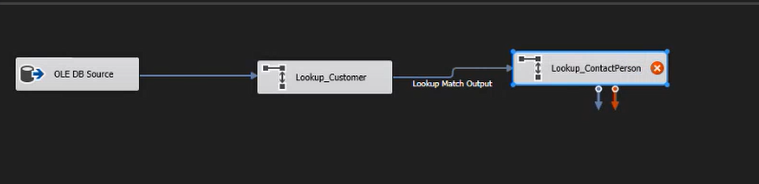 OLE DB Source
Lookup_Customer
Lookup Match Output
Lookup_ContactPerson